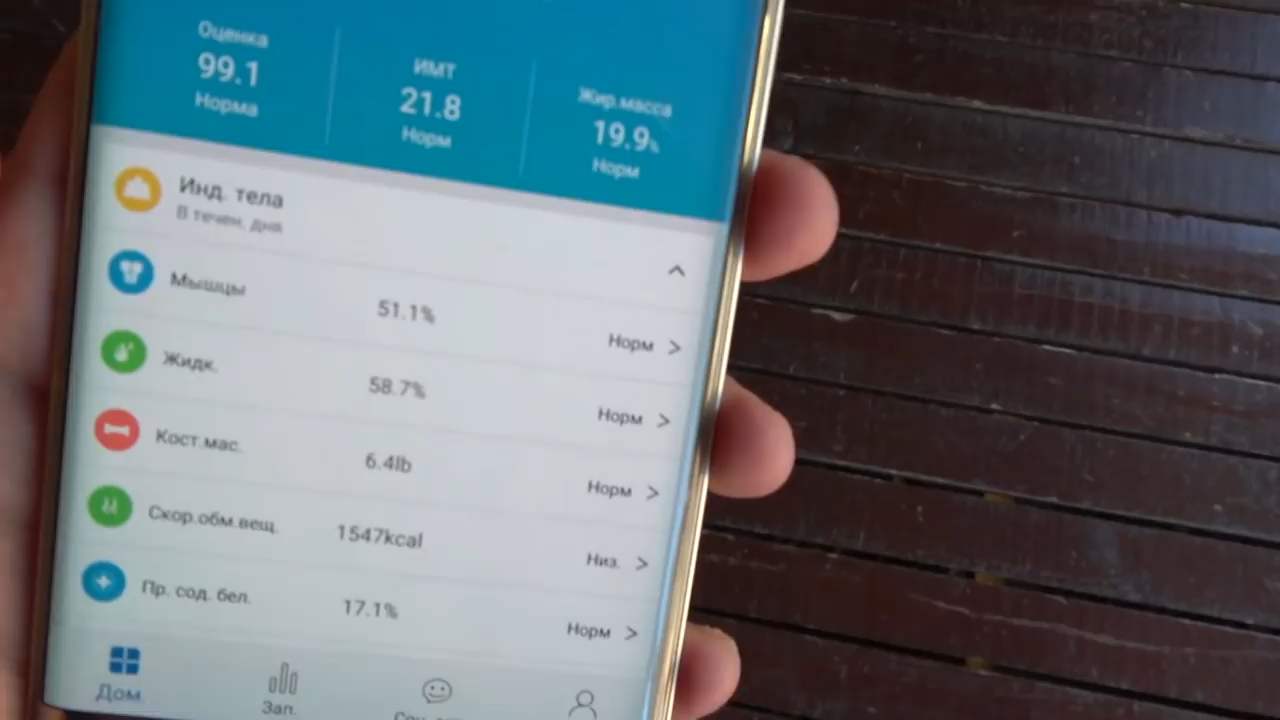 Оценка
99.1
Норма
ИМТ
21.8
Норм
Жир.масса
19.9%
Норм
Инд. тела
В течен. дня
Мышцы 51.1% Норм >
Жидк. 58.7% Норм >
Кост.мас. 6.4lb Норм >
Скор.обм.вещ. 1547kcal Низ. >
Пр. сод. бел. 17.1% Норм >
Дом.
Зап.